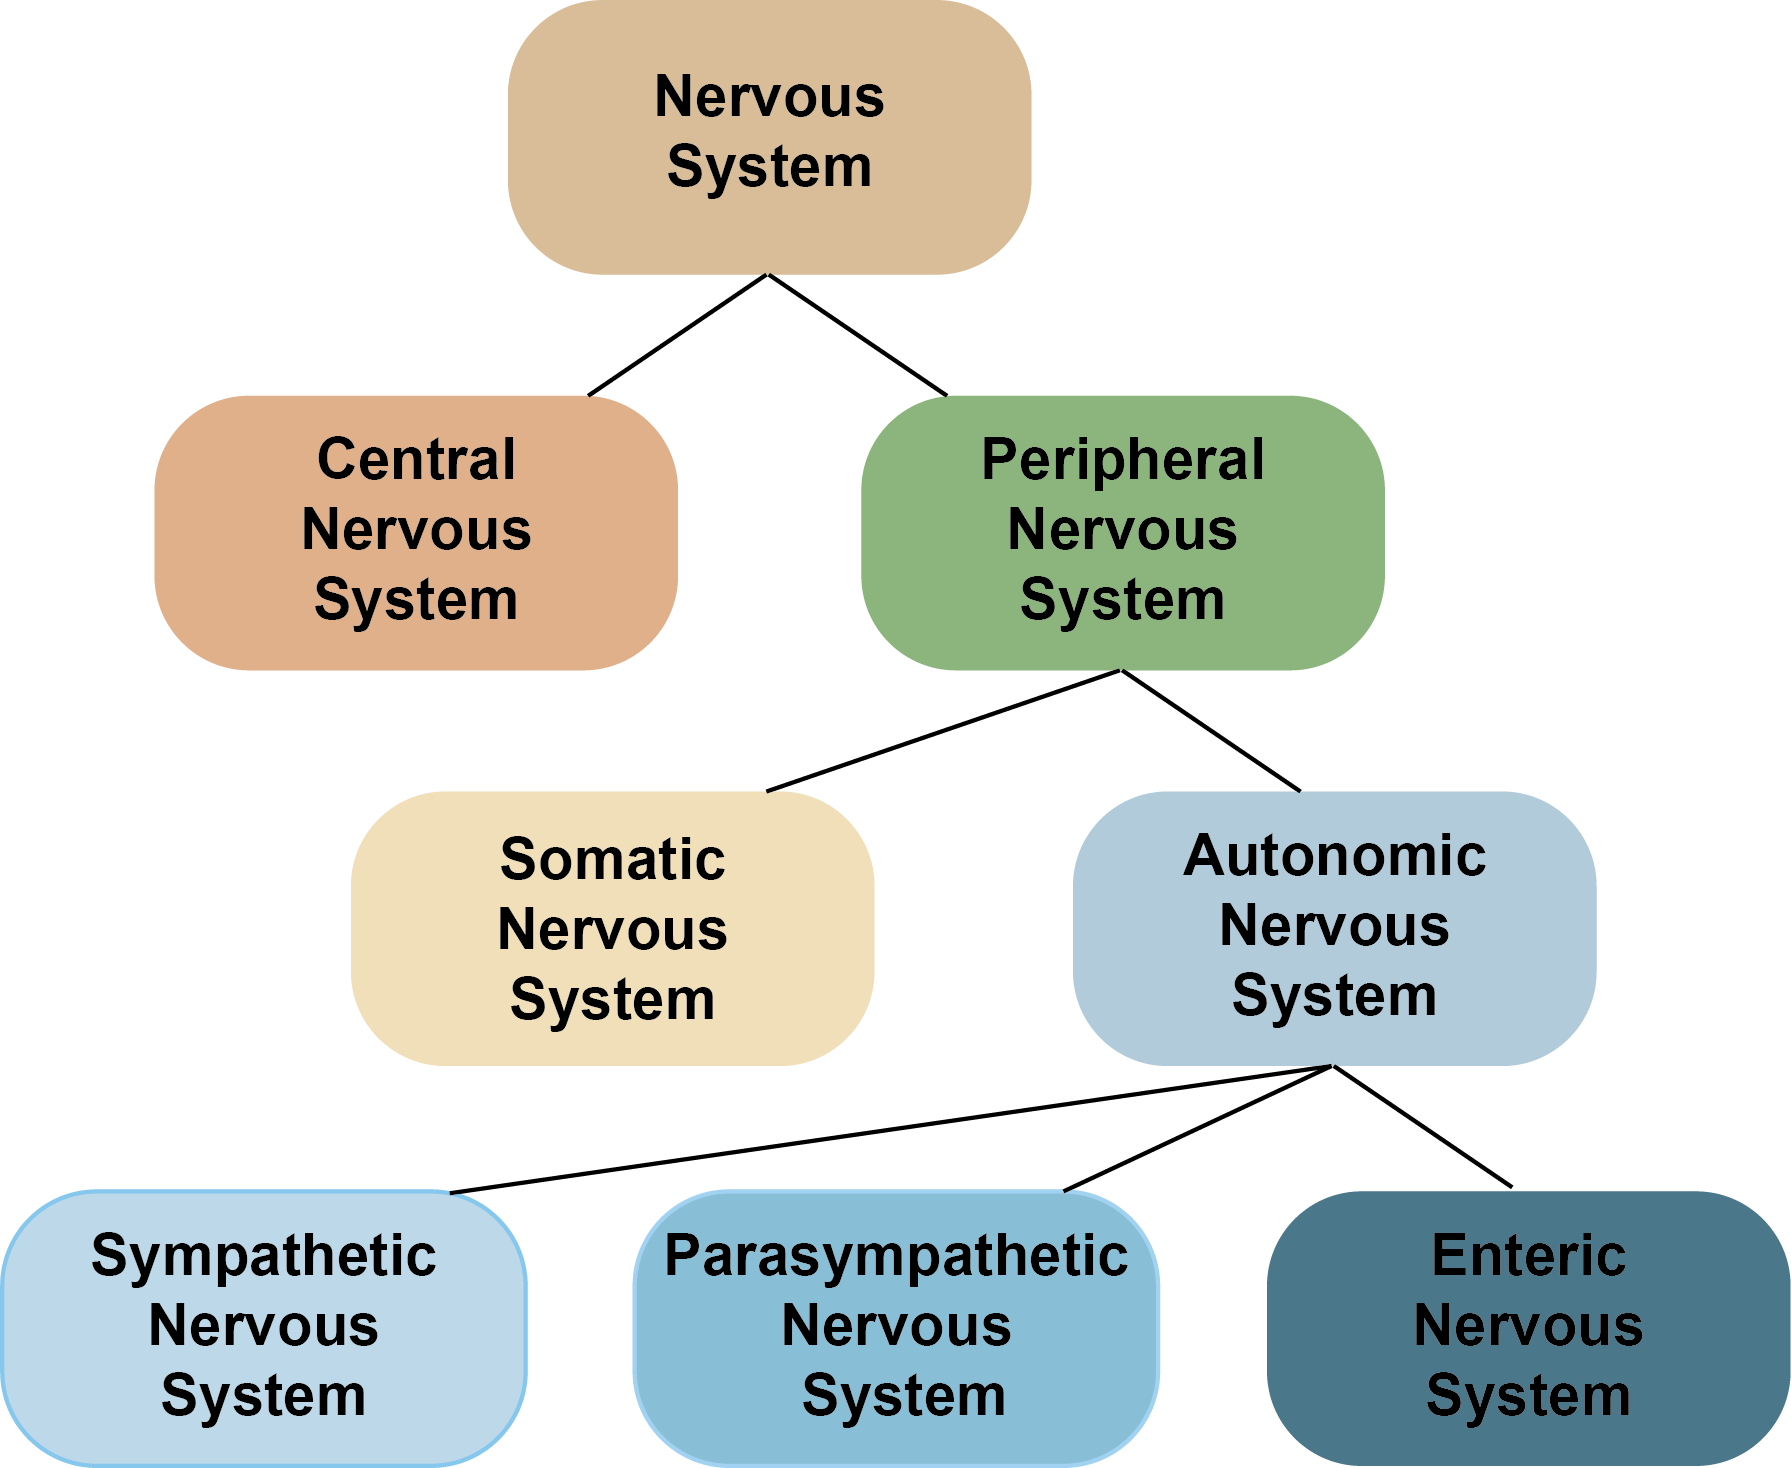 Nervous
System
Central
Nervous
System
Peripheral
Nervous
System
Somatic
Nervous
System
Autonomic
Nervous
System
Sympathetic
Nervous
System
Parasympathetic
Nervous
System
Enteric
Nervous
System